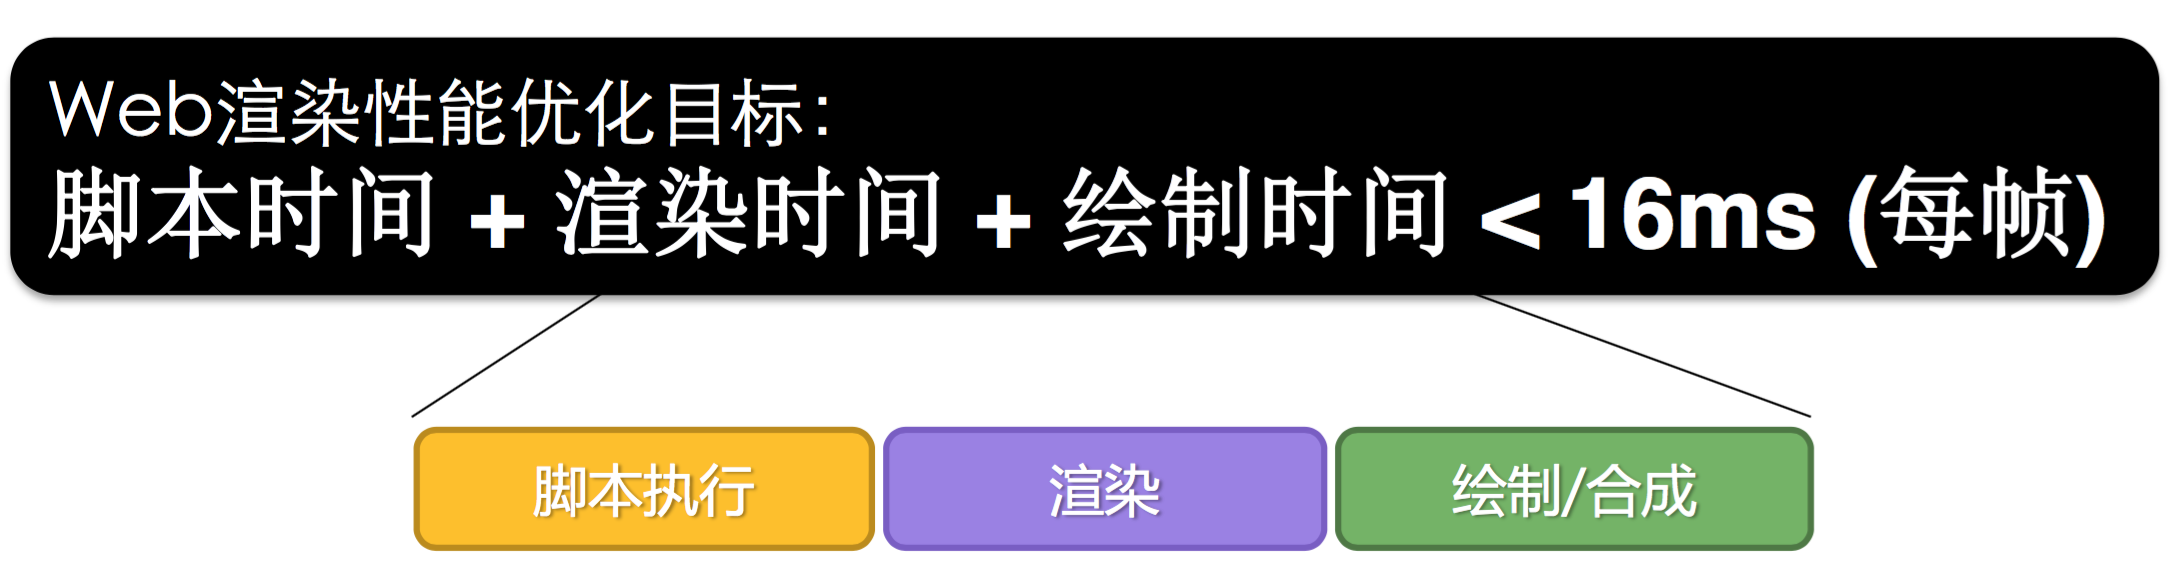 Web渲染性能优化目标：
脚本时间 + 渲染时间 + 绘制时间 < 16ms (每帧)
脚本执行
渲染
绘制/合成